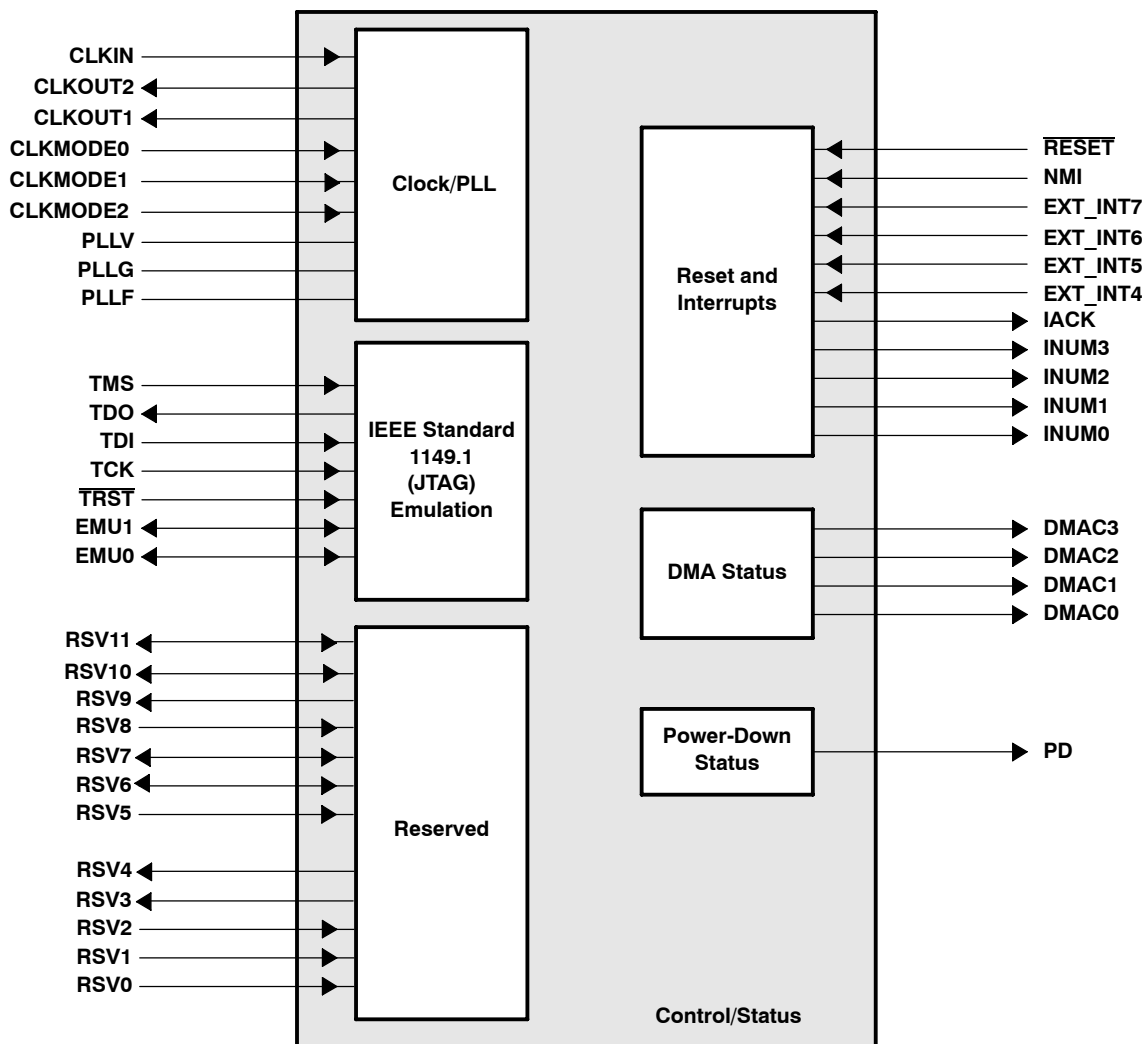 CLKIN
CLKOUT2
CLKOUT1
CLKMODE0
CLKMODE1
CLKMODE2
PLLV
PLLG
PLLF
Clock/PLL
TMS
TDO
TDI
TCK
TRST
EMU1
EMU0
IEEE Standard
1149.1
(JTAG)
Emulation
RSV11
RSV10
RSV9
RSV8
RSV7
RSV6
RSV5
RSV4
RSV3
RSV2
RSV1
RSV0
Reserved
Reset and
Interrupts
RESET
NMI
EXT_INT7
EXT_INT6
EXT_INT5
EXT_INT4
IACK
INUM3
INUM2
INUM1
INUM0
DMA Status
DMAC3
DMAC2
DMAC1
DMAC0
Power-Down
Status
PD
Control/Status